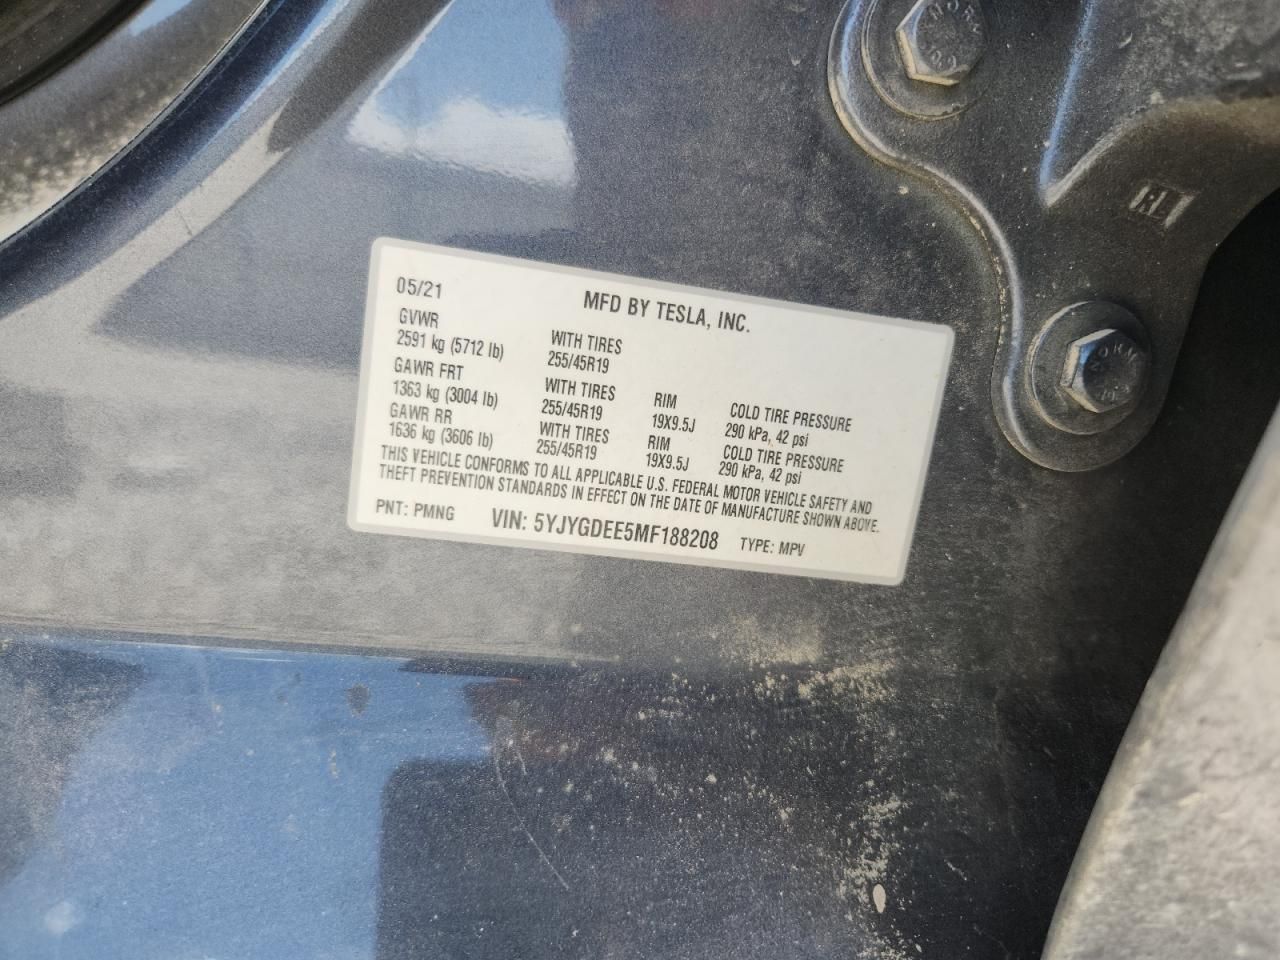 05/21
MFD BY TESLA, INC.
GVWR
2591 kg (5712 lb)
WITH TIRES
255/45R19
GAWR FRT
1363 kg (3004 lb)
WITH TIRES
255/45R19
RIM
19X9.5J
COLD TIRE PRESSURE
290 kPa, 42 psi
GAWR RR
1636 kg (3606 lb)
WITH TIRES
255/45R19
RIM
19X9.5J
COLD TIRE PRESSURE
290 kPa, 42 psi
THIS VEHICLE CONFORMS TO ALL APPLICABLE U.S. FEDERAL MOTOR VEHICLE SAFETY AND
THEFT PREVENTION STANDARDS IN EFFECT ON THE DATE OF MANUFACTURE SHOWN ABOVE.
PNT: PMNG VIN: 5YJYGDEE5MF188208 TYPE: MPV